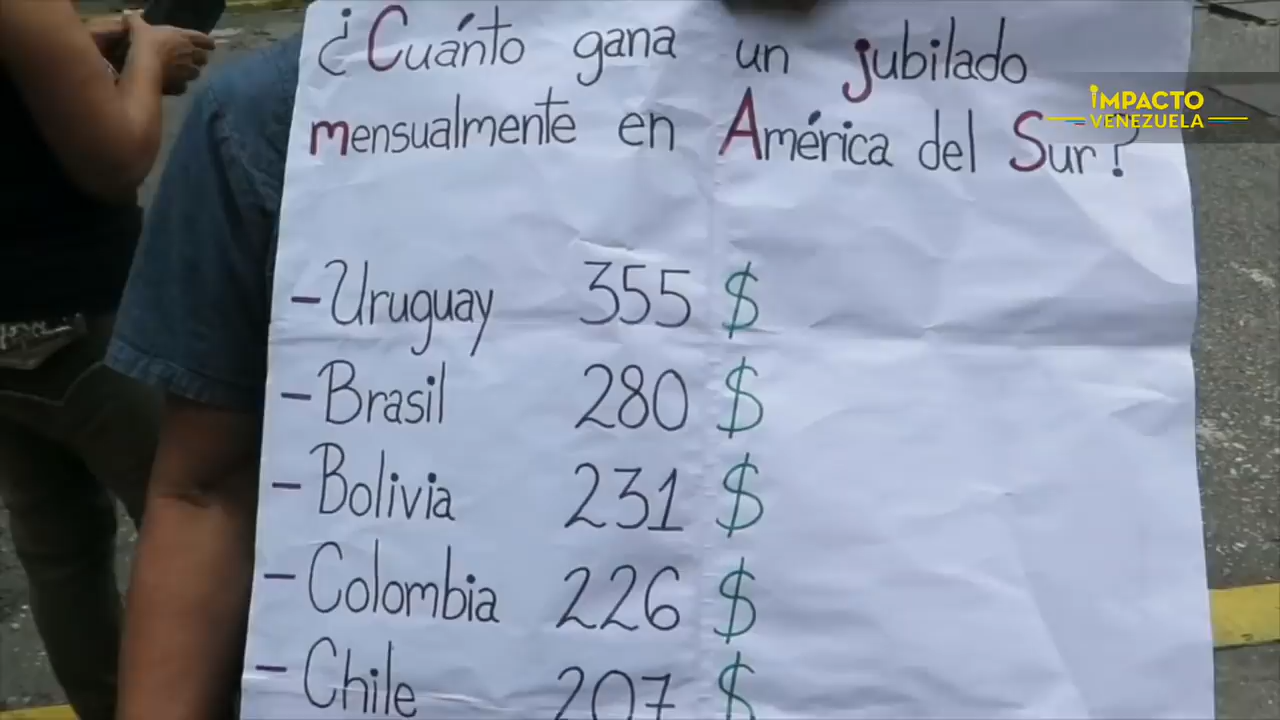 ¿Cuánto gana un jubilado
mensualmente en América del Sur?
- Uruguay 355 $
- Brasil 280 $
- Bolivia 231 $
- Colombia 226 $
- Chile 207 $
IMPACTO
VENEZUELA